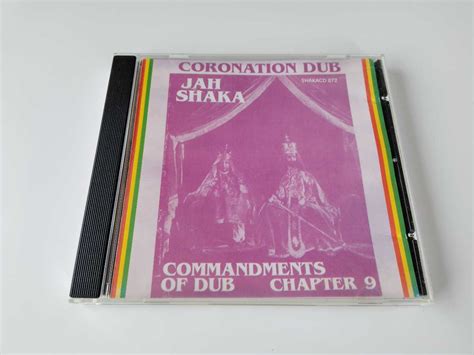 CORONATION DUB
JAH
SHAKA
SHAKACD 872
COMMANDMENTS
OF DUB CHAPTER 9